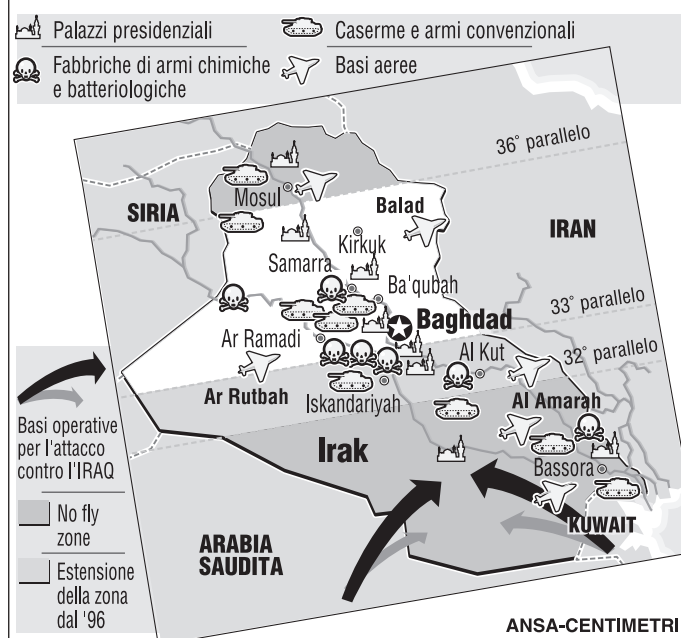 Palazzi presidenziali
Caserme e armi convenzionali
Fabbriche di armi chimiche
e batteriologiche
Basi aeree
36° parallelo
Mosul
SIRIA
Balad
IRAN
Kirkuk
Samarra
Ba'qubah
33° parallelo
Baghdad
Ar Ramadi
Al Kut
32° parallelo
Ar Rutbah
Iskandariyah
Al Amarah
Basi operative
per l'attacco
contro l'IRAQ
Irak
Bassora
No fly
zone
KUWAIT
ARABIA
SAUDITA
Estensione
della zona
dal '96
ANSA-CENTIMETRI